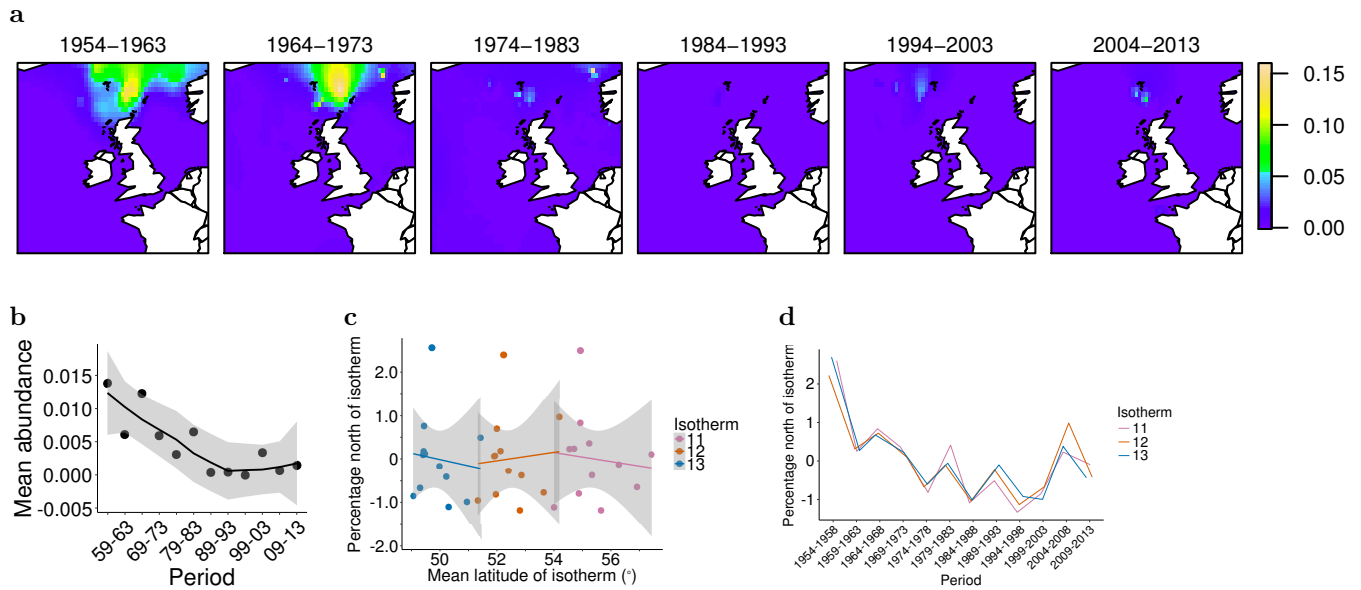 a
1954−1963 1964−1973 1974−1983 1984−1993 1994−2003 2004−2013
0.15
0.10
0.05
0.00
b
Mean abundance
0.015
0.010
0.005
0.000
-0.005
59-63 69-73 79-83 89-93 99-03 09-13
Period
c
Percentage north of isotherm
2.0
1.0
0.0
-1.0
-2.0
50 52 54 56
Mean latitude of isotherm (°)
Isotherm
11
12
13
d
Percentage north of isotherm
2
1
0
-1
1954-1958 1959-1963 1964-1968 1969-1973 1974-1978 1979-1983 1984-1988 1989-1993 1994-1998 1999-2003 2004-2008 2009-2013
Period
Isotherm
11
12
13